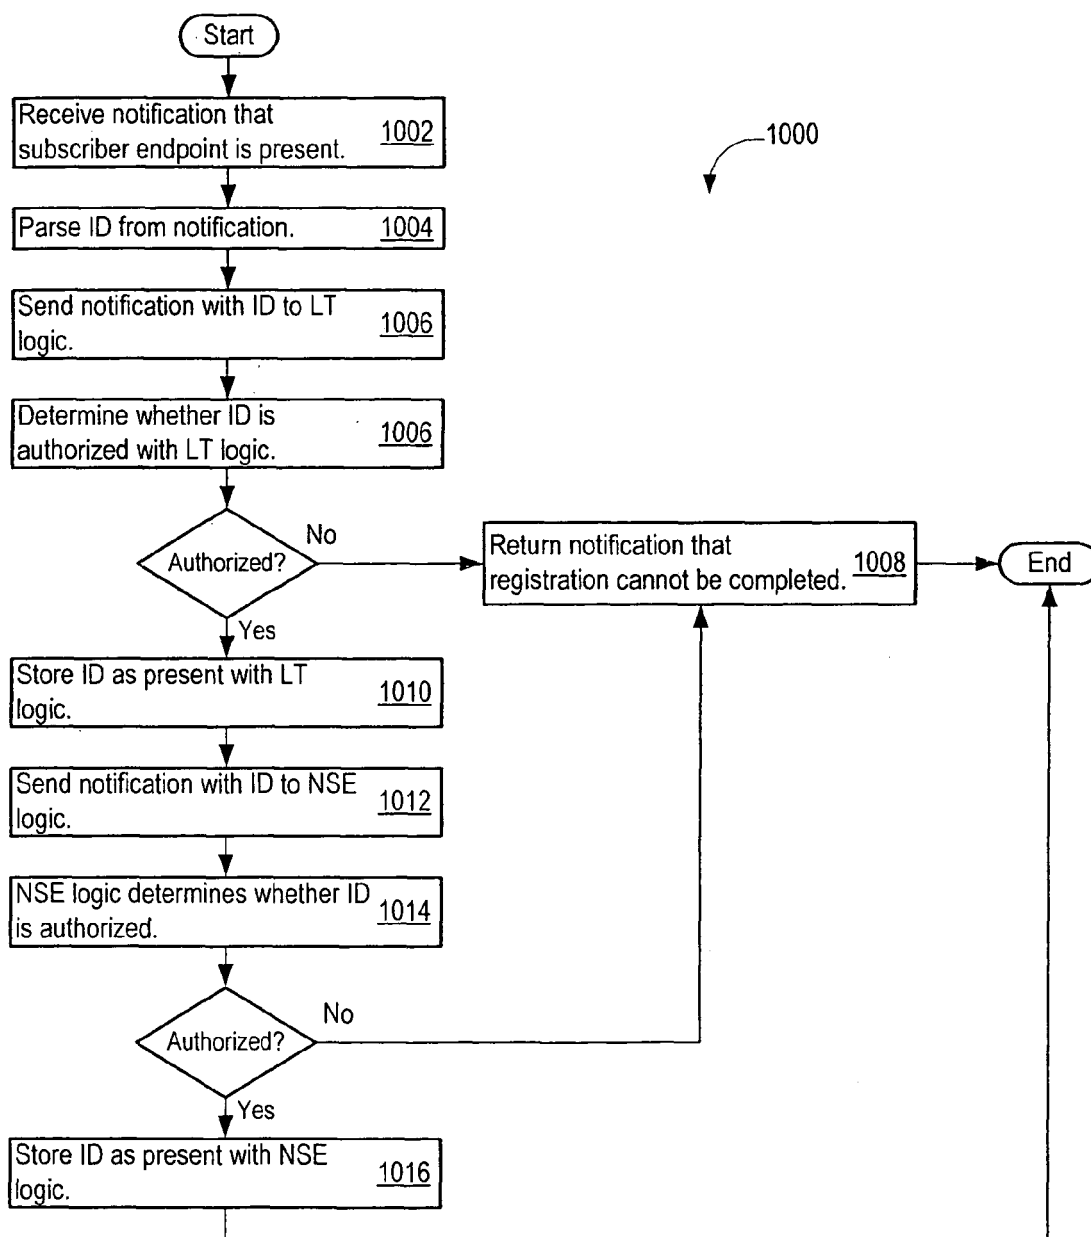 Start
Receive notification that
subscriber endpoint is present.
1002
1000
Parse ID from notification.
1004
Send notification with ID to LT
logic.
1006
Determine whether ID is
authorized with LT logic.
1006
Authorized?
No
Yes
Return notification that
registration cannot be completed.
1008
End
Store ID as present with LT
logic.
1010
Send notification with ID to NSE
logic.
1012
NSE logic determines whether ID
is authorized.
1014
Authorized?
No
Yes
Store ID as present with NSE
logic.
1016